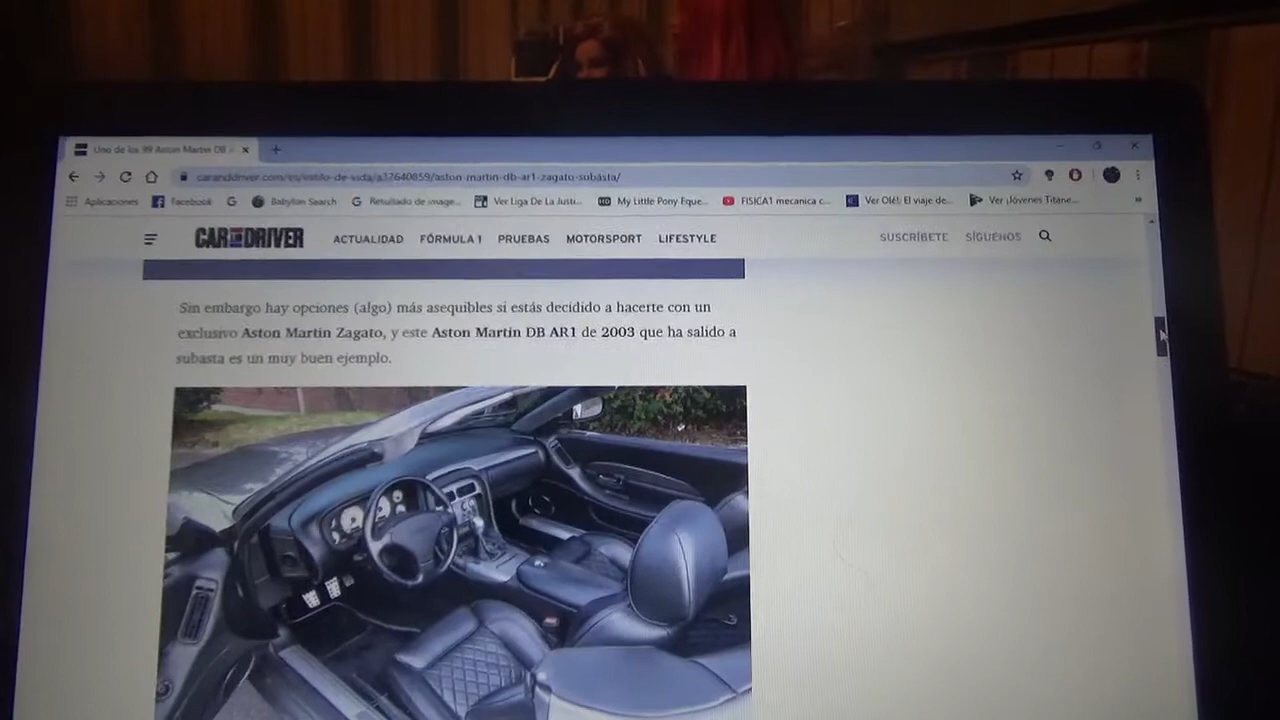 Uno de los 99 Aston Martin DB
caranddriver.com/es/estilo-de-vida/a37640859/aston-martin-db-ar1-zagato-subasta/
Aplicaciones Facebook Babylon Search Resultado de image... Ver Liga De La Justi... My Little Pony Eque... FISICA1 mecanica c... Ver Olé!: El viaje de... Ver ¡Jóvenes Titane... »
CAR DRIVER ACTUALIDAD FÓRMULA 1 PRUEBAS MOTORSPORT LIFESTYLE SUSCRÍBETE SÍGUENOS
Sin embargo hay opciones (algo) más asequibles si estás decidido a hacerte con un
exclusivo Aston Martin Zagato, y este Aston Martin DB AR1 de 2003 que ha salido a
subasta es un muy buen ejemplo.